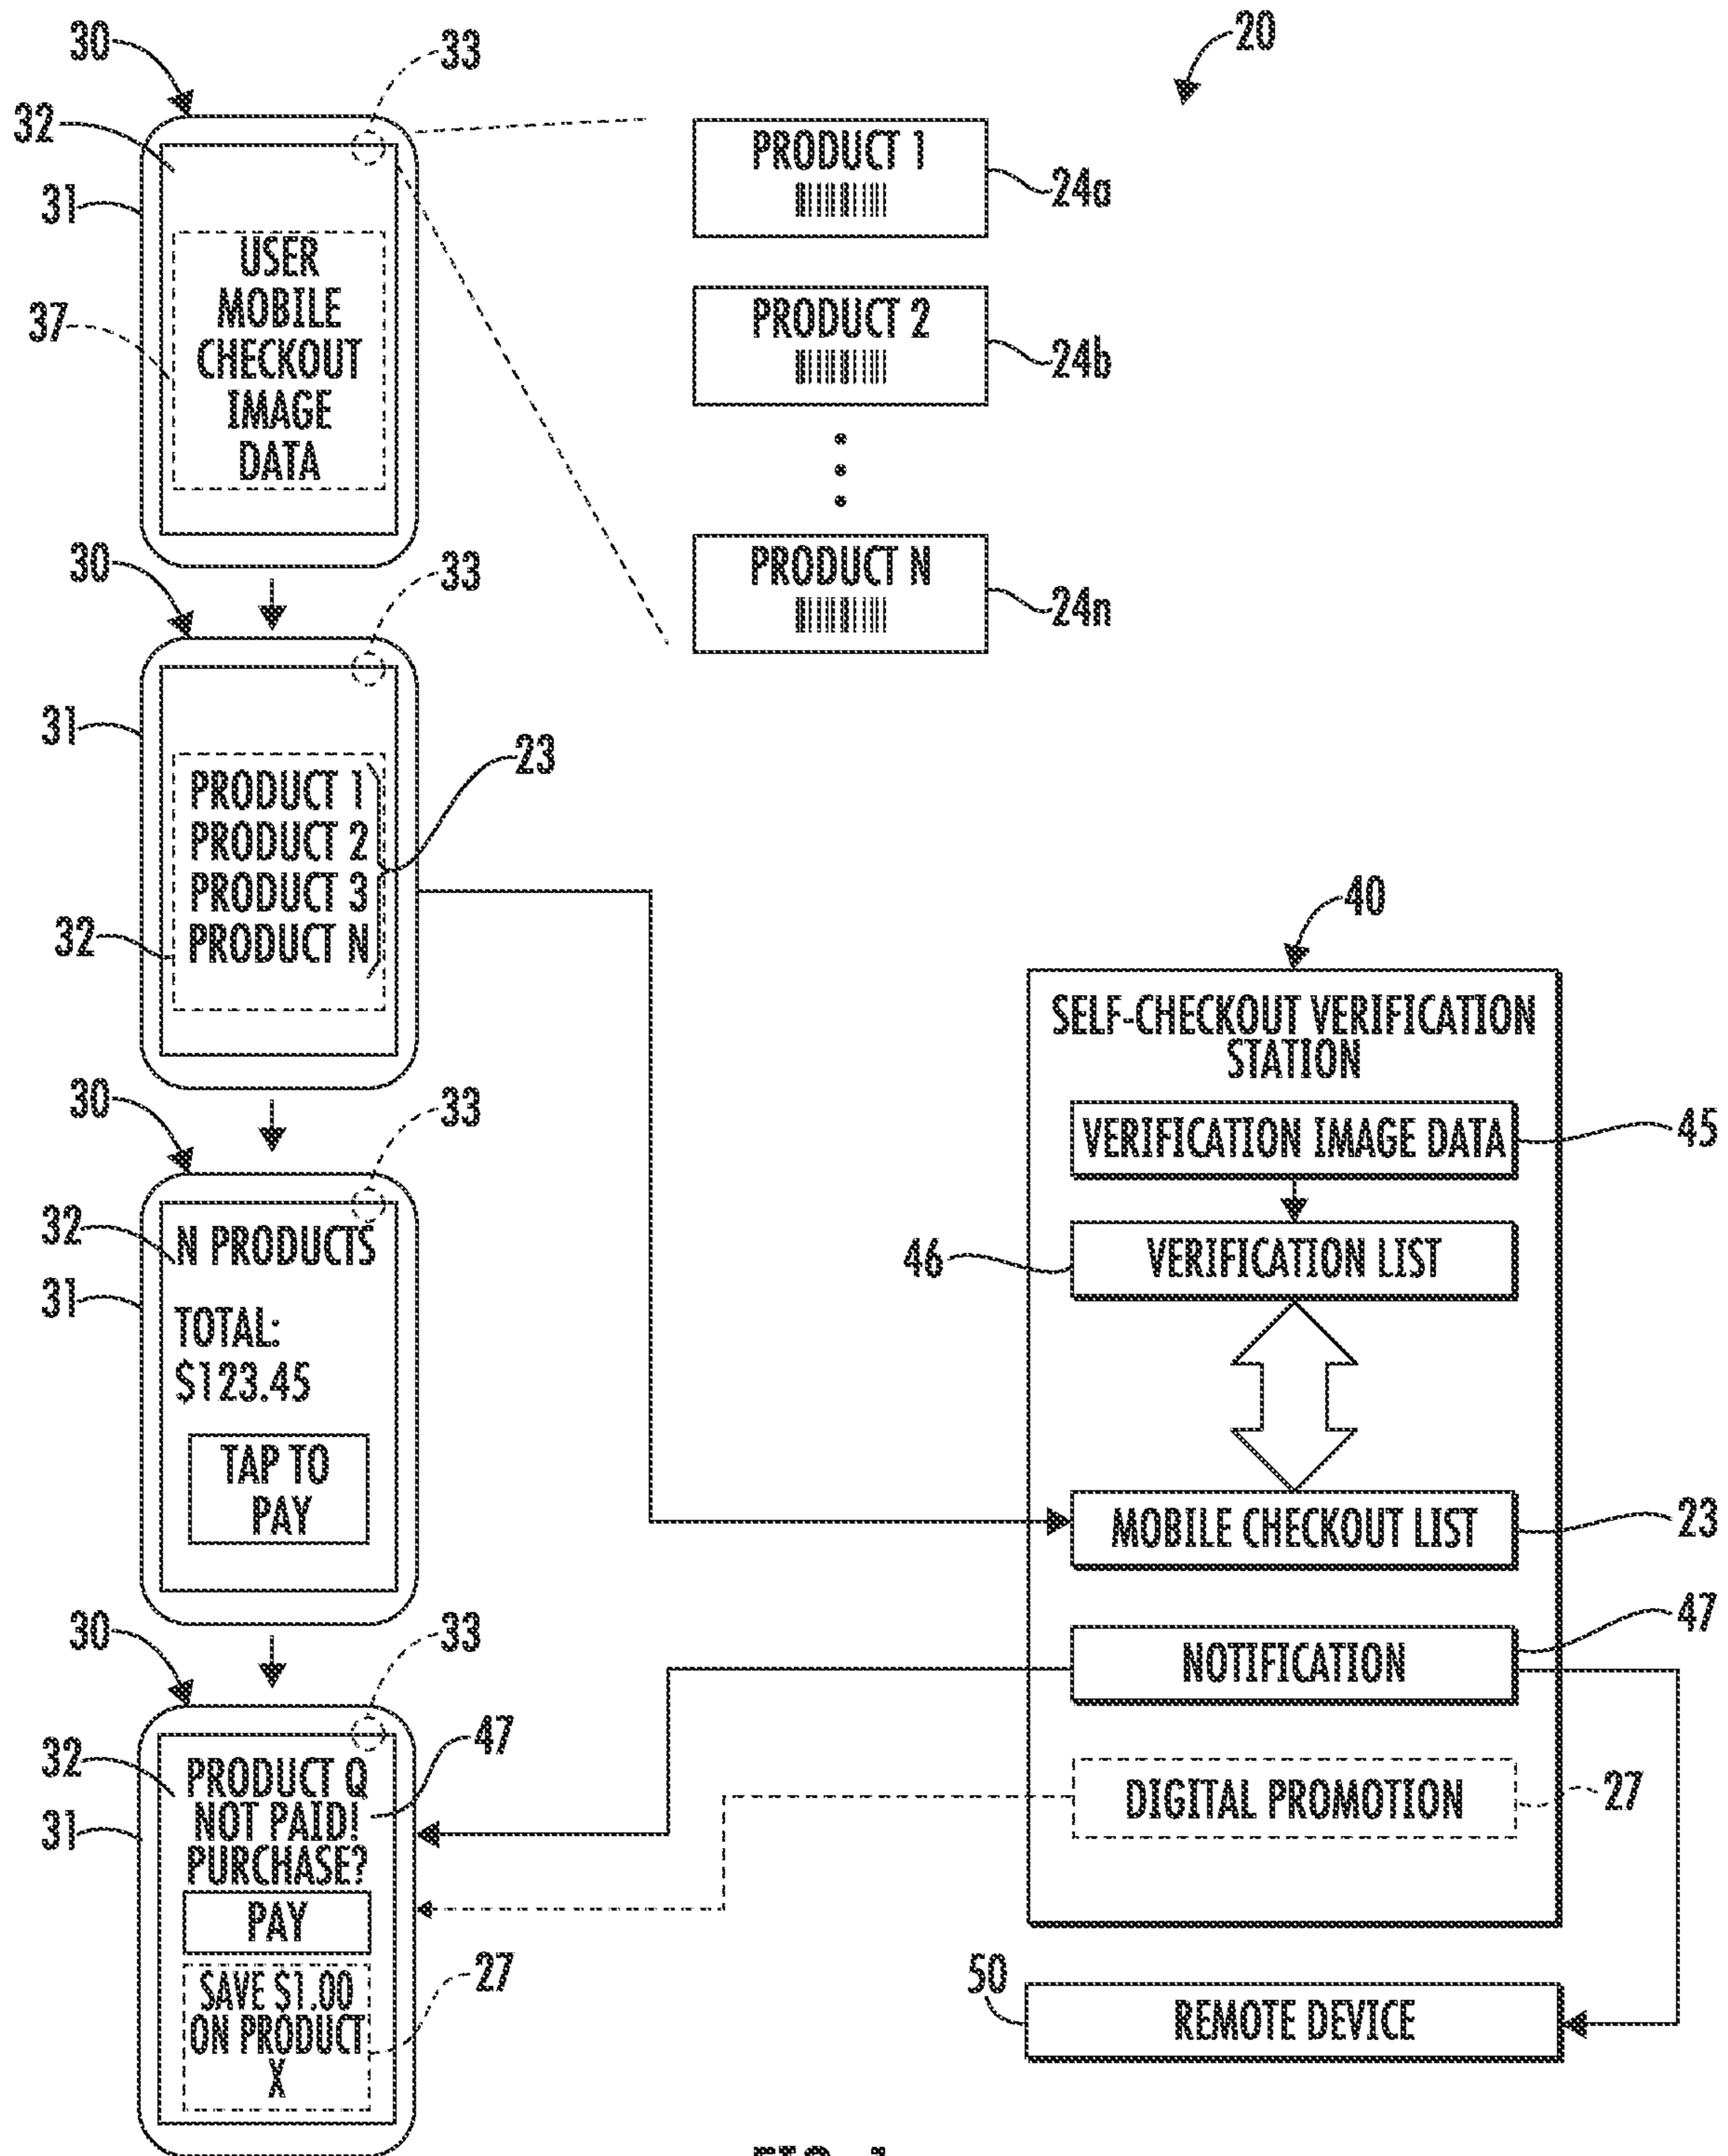 20
30
33
32
31
37
USER
MOBILE
CHECKOUT
IMAGE
DATA
PRODUCT 1
24a
PRODUCT 2
24b
PRODUCT N
24n
30
33
31
23
PRODUCT 1
PRODUCT 2
PRODUCT 3
PRODUCT N
32
30
33
32
N PRODUCTS
31
TOTAL:
$123.45
TAP TO
PAY
30
33
32
47
PRODUCT Q
NOT PAID!
31
PURCHASE?
PAY
SAVE $1.00
ON PRODUCT
X
27
40
SELF-CHECKOUT VERIFICATION
STATION
VERIFICATION IMAGE DATA
45
46
VERIFICATION LIST
MOBILE CHECKOUT LIST
23
NOTIFICATION
47
DIGITAL PROMOTION
27
50
REMOTE DEVICE